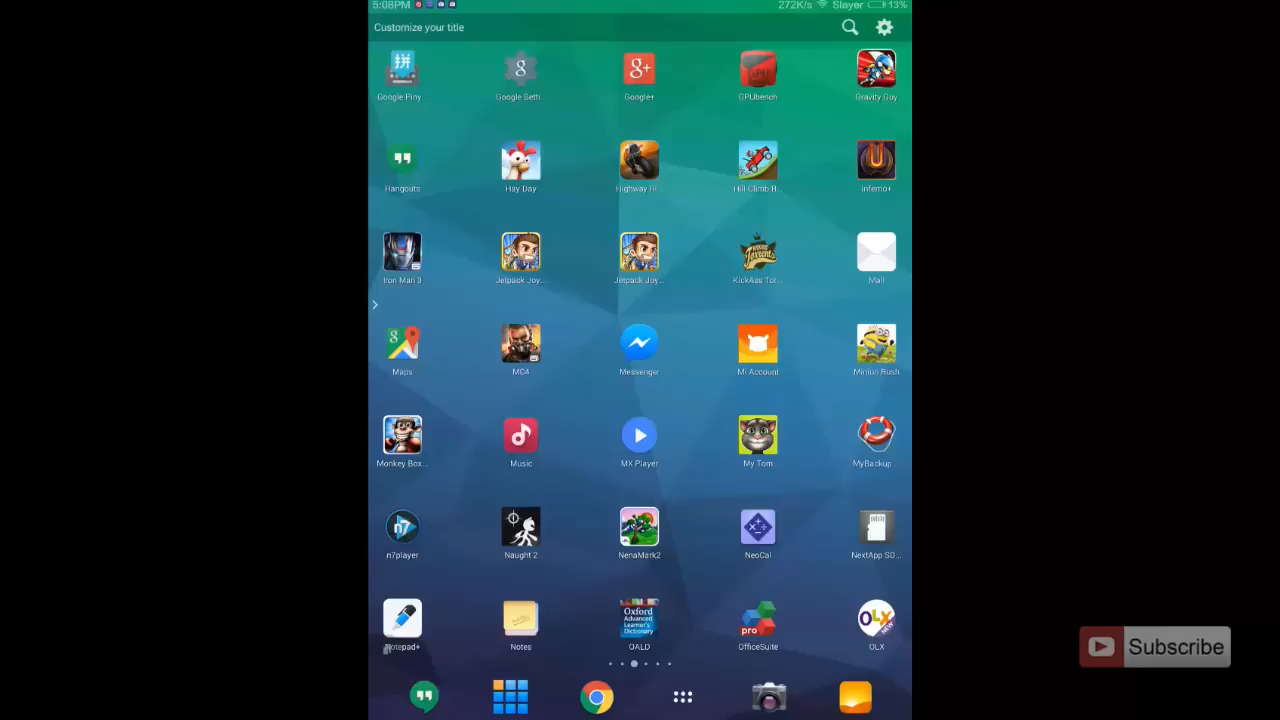 5:08PM 272K/s Slayer 13%
Customize your title
Google Piny... Google Setti... Google+ GPUbench Gravity Guy
Hangouts Hay Day Highway Ri... Hill Climb R... inferno+
Iron Man 3 Jetpack Joy... Jetpack Joy... KickAss Tor... Mail
Maps MC4 Messenger Mi Account Minion Rush
Monkey Box... Music MX Player My Tom MyBackup...
n7player Naught 2 NenaMark2 NeoCal NextApp SD...
Oxford
Advanced
Learner's
Dictionary
pro
OLX
NEW
Notepad+ Notes OALD OfficeSuite OLX
Subscribe